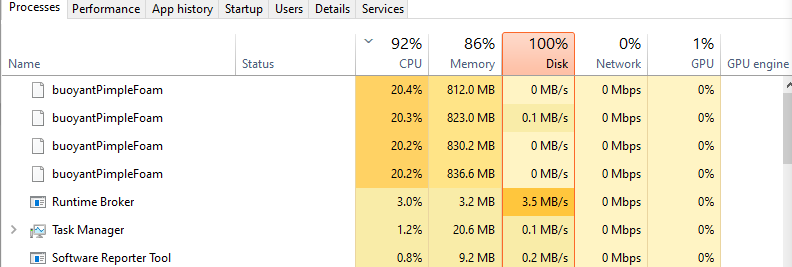 Processes Performance App history Startup Users Details Services
92% 86% 100% 0% 1%
Name Status CPU Memory Disk Network GPU GPU engine
buoyantPimpleFoam 20.4% 812.0 MB 0 MB/s 0 Mbps 0%
buoyantPimpleFoam 20.3% 823.0 MB 0.1 MB/s 0 Mbps 0%
buoyantPimpleFoam 20.2% 830.2 MB 0 MB/s 0 Mbps 0%
buoyantPimpleFoam 20.2% 836.6 MB 0 MB/s 0 Mbps 0%
Runtime Broker 3.0% 3.2 MB 3.5 MB/s 0 Mbps 0%
Task Manager 1.2% 20.6 MB 0.1 MB/s 0 Mbps 0%
Software Reporter Tool 0.8% 9.2 MB 0.2 MB/s 0 Mbps 0%